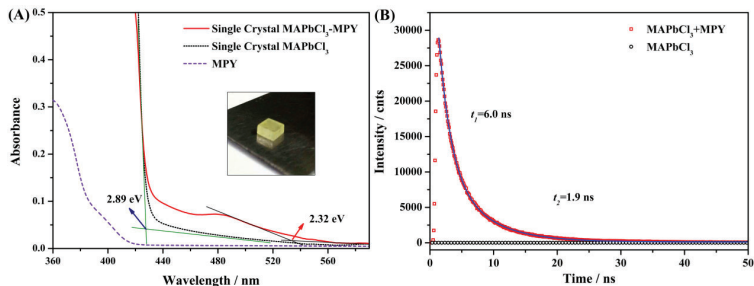 (A)
Single Crystal MAPbCl₃-MPY
Single Crystal MAPbCl₃
MPY
0.5
0.4
0.3
0.2
0.1
0.0
Absorbance
2.89 eV
2.32 eV
360 400 440 480 520 560
Wavelength / nm
(B)
MAPbCl₃+MPY
MAPbCl₃
30000
25000
20000
15000
10000
5000
0
Intensity / cnts
t₁=6.0 ns
t₂=1.9 ns
0 10 20 30 40 50
Time / ns